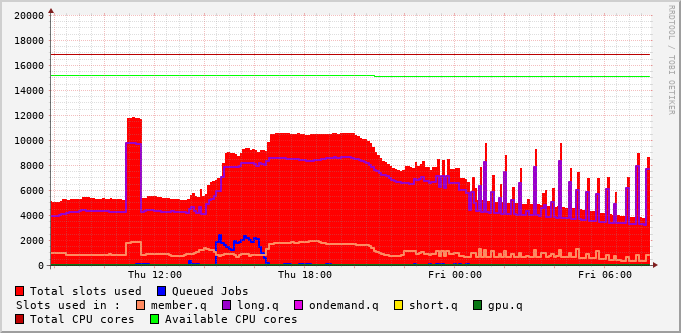 20000
18000
16000
14000
12000
10000
8000
6000
4000
2000
0
Thu 12:00 Thu 18:00 Fri 00:00 Fri 06:00
RRDTOOL / TOBI OETIKER
Total slots used Queued Jobs
Slots used in : member.q long.q ondemand.q short.q gpu.q
Total CPU cores Available CPU cores